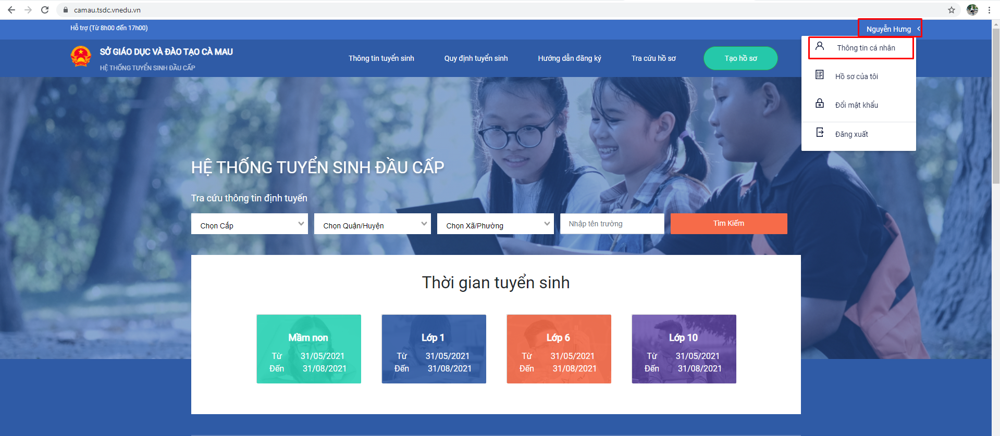 camau.tsdc.vnedu.vn
Hỗ trợ (Từ 8h00 đến 17h00)
Nguyễn Hưng
SỞ GIÁO DỤC VÀ ĐÀO TẠO CÀ MAU
HỆ THỐNG TUYỂN SINH ĐẦU CẤP
Thông tin tuyển sinh
Quy định tuyển sinh
Hướng dẫn đăng ký
Tra cứu hồ sơ
Tạo hồ sơ
Thông tin cá nhân
Hồ sơ của tôi
Đổi mật khẩu
Đăng xuất
HỆ THỐNG TUYỂN SINH ĐẦU CẤP
Tra cứu thông tin định tuyến
Chọn Cấp
Chọn Quận/Huyện
Chọn Xã/Phường
Nhập tên trường
Tìm Kiếm
Thời gian tuyển sinh
Mầm non
Từ 31/05/2021
Đến 31/08/2021
Lớp 1
Từ 31/05/2021
Đến 31/08/2021
Lớp 6
Từ 31/05/2021
Đến 31/08/2021
Lớp 10
Từ 31/05/2021
Đến 31/08/2021